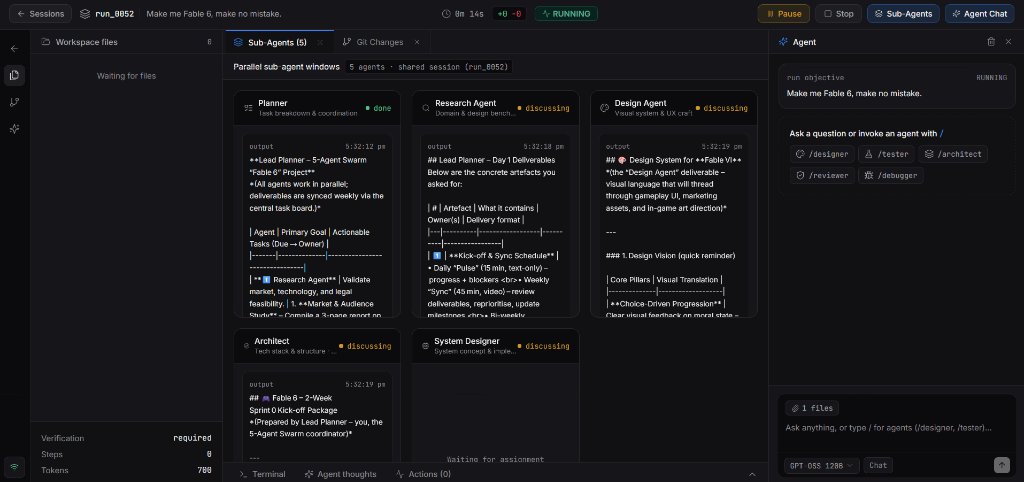 ← Sessions
run_0052
Make me Fable 6, make no mistake.
0m 14s
+0 -0
RUNNING
Pause
Stop
Sub-Agents
Agent Chat
Workspace files
0
Waiting for files
Verification
required
Steps
0
Tokens
700
Sub-Agents (5)
×
Git Changes
×
Parallel sub-agent windows
5 agents · shared session (run_0052)
Planner
Task breakdown & coordination
done
output
5:32:12 pm
**Lead Planner – 5-Agent Swarm
“Fable 6” Project**
*(All agents work in parallel;
deliverables are synced weekly via the
central task board.)*
| Agent | Primary Goal | Actionable
Tasks (Due → Owner) |
|-------|--------------|-----------------
-----------------|
| **1️⃣ Research Agent** | Validate
market, technology, and legal
feasibility. | 1. **Market & Audience
Study** – Compile a 3-page report on
Research Agent
Domain & design bench...
discussing
output
5:32:18 pm
## Lead Planner – Day 1 Deliverables
Below are the concrete artefacts you
asked for:
| # | Artefact | What it contains |
Owner(s) | Delivery format |
|---|----------|------------------|------
----|-----------------|
| 1️⃣ | **Kick-off & Sync Schedule** |
• Daily “Pulse” (15 min, text-only) –
progress + blockers <br>• Weekly
“Sync” (45 min, video) – review
deliverables, reprioritise, update
milestones <br>• Bi-weekly
Design Agent
Visual system & UX craft
discussing
output
5:32:19 pm
## 🎨 Design System for **Fable VI**
*(the “Design Agent” deliverable –
visual language that will thread
through gameplay UI, marketing
assets, and in-game art direction)*
---
### 1. Design Vision (quick reminder)
| Core Pillars | Visual Translation |
|--------------|--------------------|
| **Choice-Driven Progression** |
Clear visual feedback on moral state –
Architect
Tech stack & structure · ...
discussing
output
5:32:19 pm
## 🎮 Fable 6 – 2-Week
Sprint 0 Kick-off Package
*(Prepared by Lead Planner – you, the
5-Agent Swarm coordinator)*
---
System Designer
System concept & imple...
discussing
Waiting for assignment
Terminal
Agent thoughts
Actions (0)
Agent
run objective
RUNNING
Make me Fable 6, make no mistake.
Ask a question or invoke an agent with /
/designer
/tester
/architect
/reviewer
/debugger
1 files
Ask anything, or type / for agents (/designer, /tester)...
GPT OSS 120B
Chat